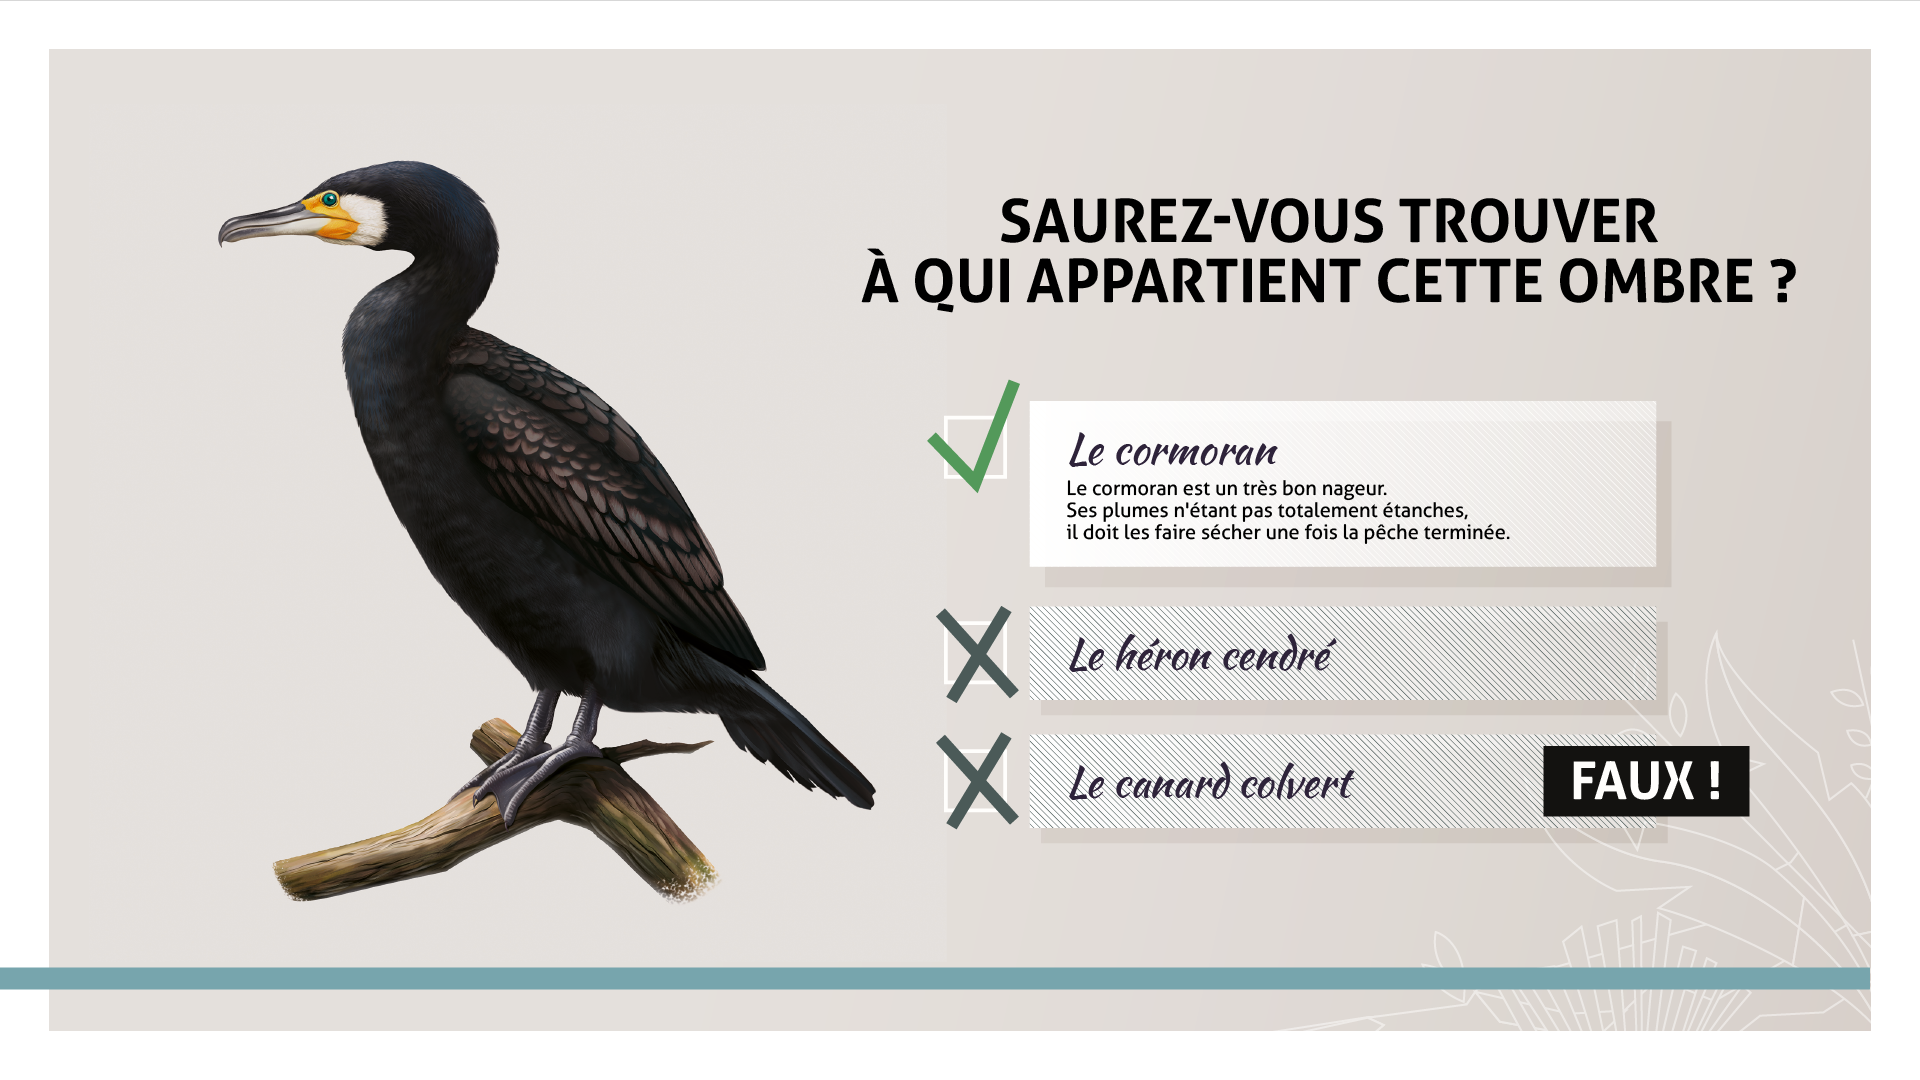 SAUREZ-VOUS TROUVER
À QUI APPARTIENT CETTE OMBRE ?
Le cormoran
Le cormoran est un très bon nageur.
Ses plumes n'étant pas totalement étanches,
il doit les faire sécher une fois la pêche terminée.
Le héron cendré
Le canard colvert
FAUX !